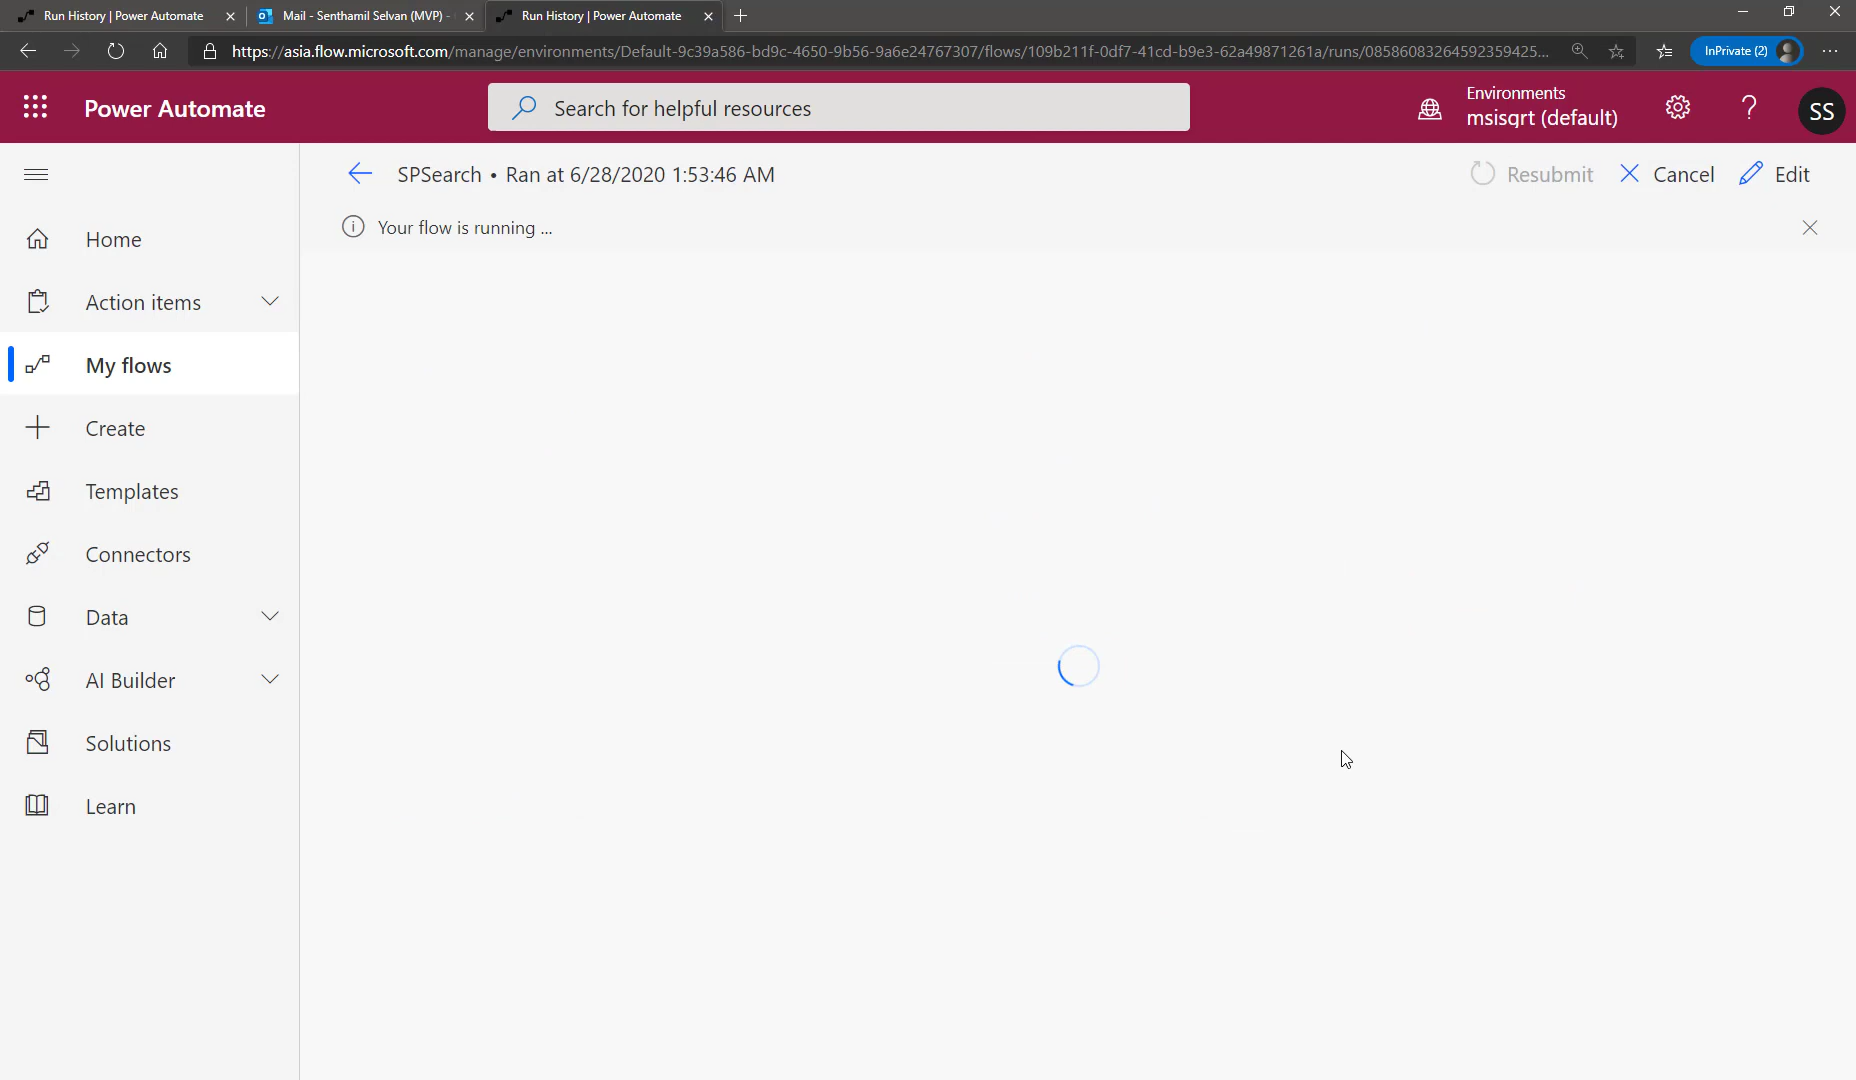 Run History | Power Automate
Mail - Senthamil Selvan (MVP) -
Run History | Power Automate
https://asia.flow.microsoft.com/manage/environments/Default-9c39a586-bd9c-4650-9b56-9a6e24767307/flows/109b211f-0df7-41cd-b9e3-62a49871261a/runs/08586083264592359425...
InPrivate (2)
Power Automate
Search for helpful resources
Environments
msisqrt (default)
SS
SPSearch • Ran at 6/28/2020 1:53:46 AM
Resubmit
Cancel
Edit
Your flow is running ...
Home
Action items
My flows
Create
Templates
Connectors
Data
AI Builder
Solutions
Learn